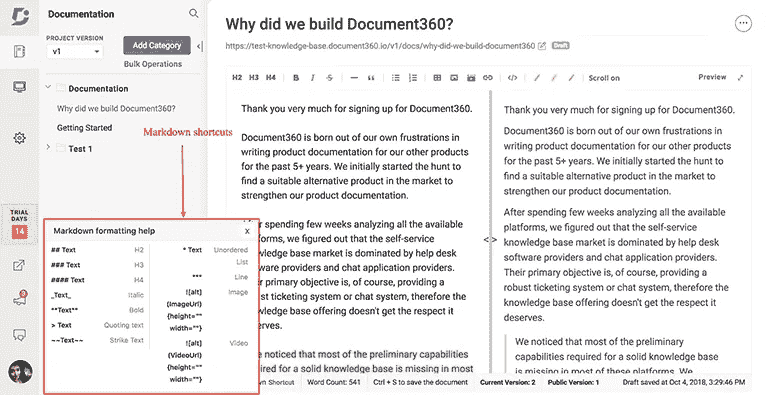 Documentation
PROJECT VERSION
v1
Add Category
Bulk Operations
Documentation
Why did we build Document360?
Getting Started
Test 1
TRIAL
DAYS
14
Markdown shortcuts
Markdown formatting help X
## Text H2
### Text H3
#### Text H4
_Text_ Italic
**Text** Bold
> Text Quoting text
~~Text~~ Strike Text
* Text Unordered
List
*** Line
![alt] Image
(ImageUrl)
{height=""
width=""}
![alt] Video
(VideoUrl)
{height=""
width=""}
Why did we build Document360?
https://test-knowledge-base.document360.io/v1/docs/why-did-we-build-document360 Draft
H2 H3 H4 B I S Scroll on Preview
Thank you very much for signing up for Document360.
Document360 is born out of our own frustrations in
writing product documentation for our other products
for the past 5+ years. We initially started the hunt to
find a suitable alternative product in the market to
strengthen our product documentation.
spending few weeks analyzing all the available
forms, we figured out that the self-service
knowledge base market is dominated by help desk
software providers and chat application providers.
Their primary objective is, of course, providing a
robust ticketing system or chat system, therefore the
knowledge base offering doesn't get the respect it
deserves.
We noticed that most of the preliminary capabilities
required for a solid knowledge base is missing in most
Thank you very much for signing up for Document360.
Document360 is born out of our own frustrations in
writing product documentation for our other products
for the past 5+ years. We initially started the hunt to
find a suitable alternative product in the market to
strengthen our product documentation.
After spending few weeks analyzing all the available
platforms, we figured out that the self-service
knowledge base market is dominated by help desk
software providers and chat application providers.
Their primary objective is, of course, providing a
robust ticketing system or chat system, therefore the
knowledge base offering doesn't get the respect it
deserves.
We noticed that most of the preliminary
capabilities required for a solid knowledge base
is missing in most of these platforms. We
wn Shortcut Word Count: 541 Ctrl + S to save the document Current Version: 2 Public Version: 1 Draft saved at Oct 4, 2018, 3:29:46 PM